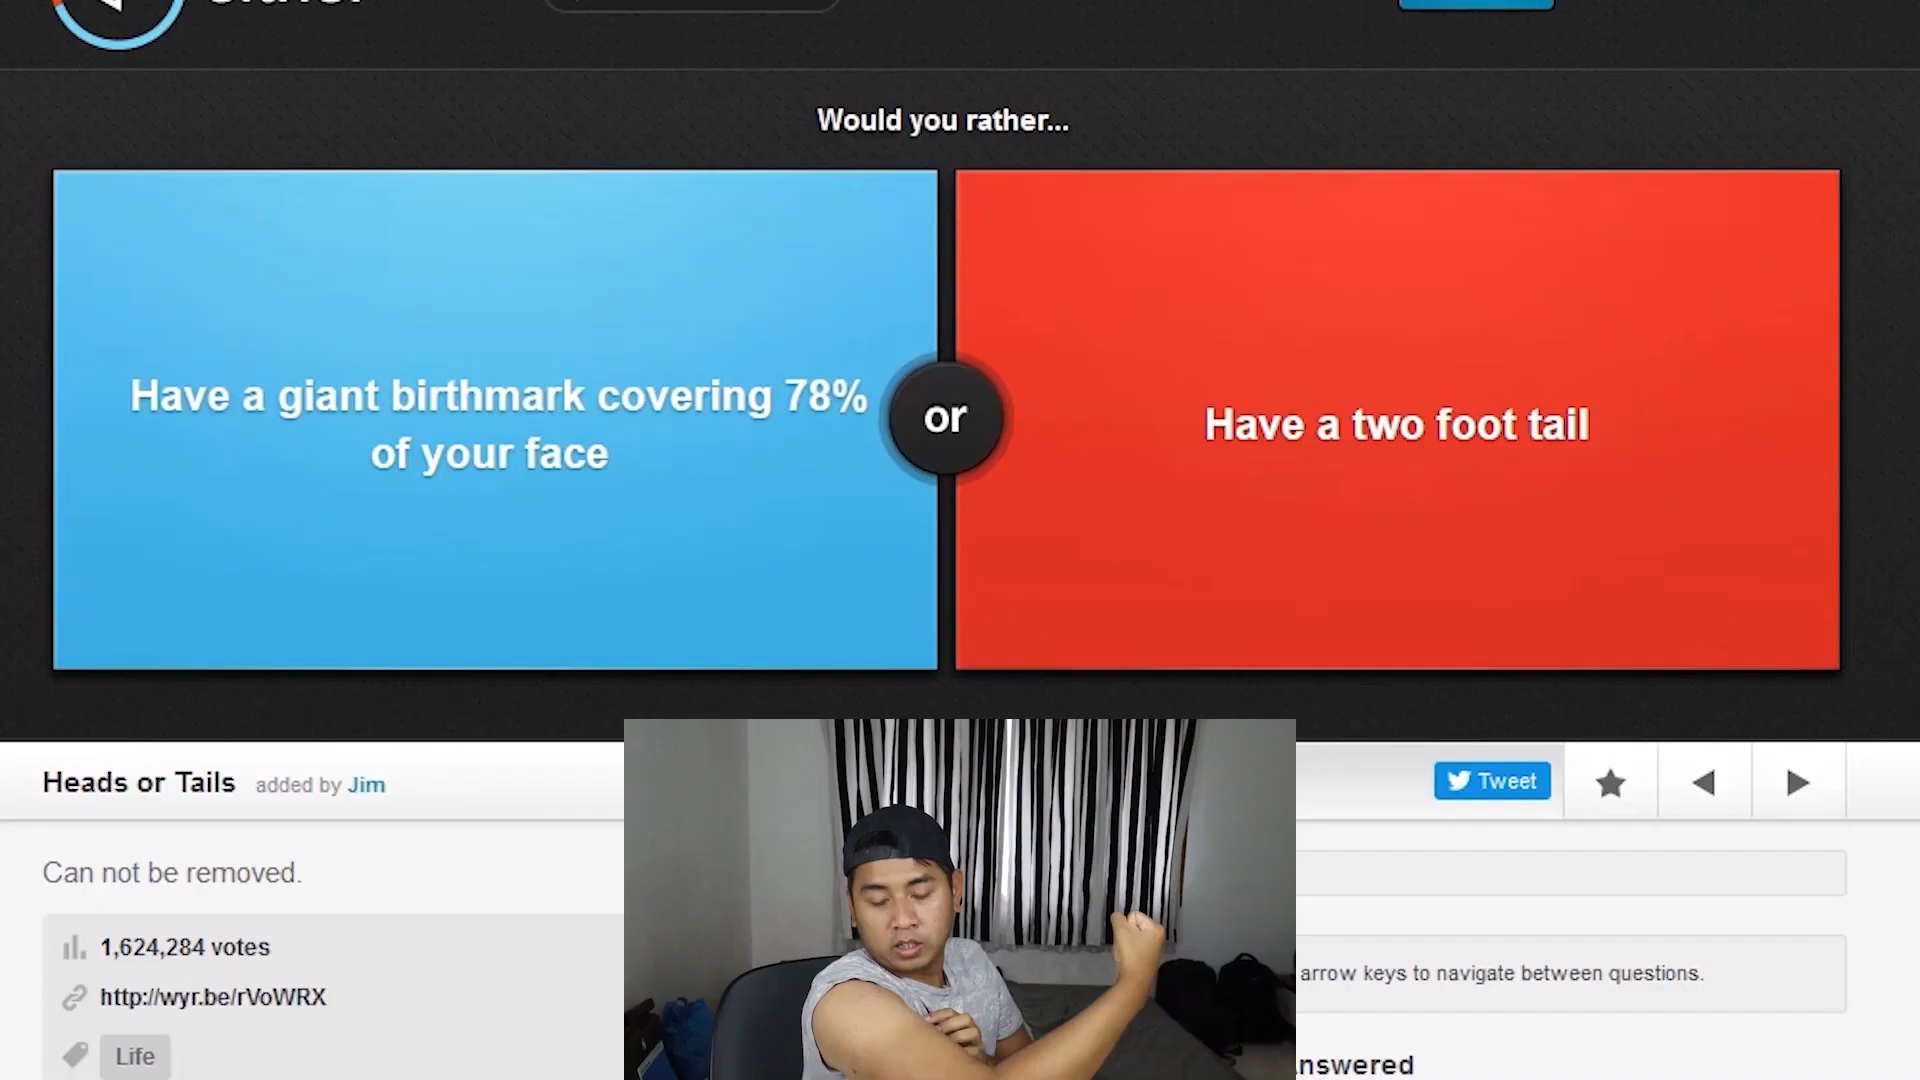 Would you rather...
Have a giant birthmark covering 78%
of your face
or
Have a two foot tail
Heads or Tails added by Jim
Tweet
Can not be removed.
1,624,284 votes
http://wyr.be/rVoWRX
arrow keys to navigate between questions.
Life